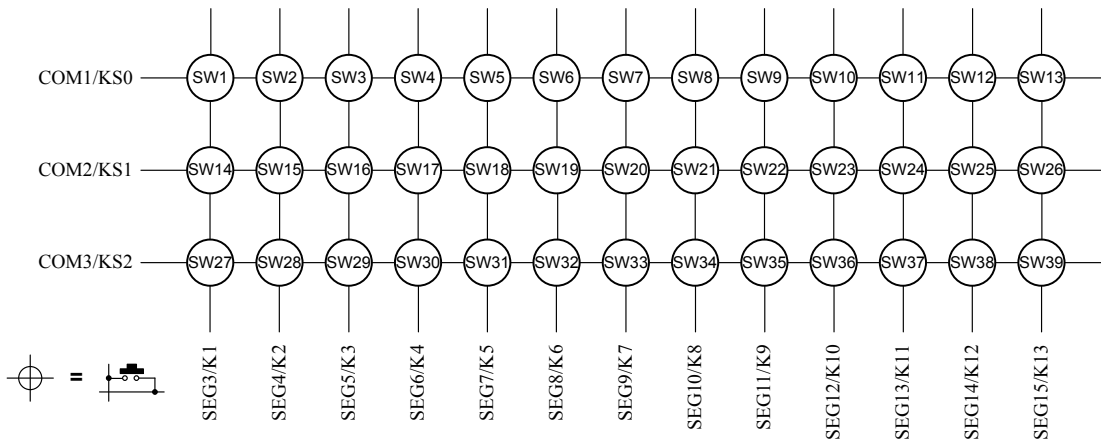 COM1/KS0 SW1 SW2 SW3 SW4 SW5 SW6 SW7 SW8 SW9 SW10 SW11 SW12 SW13
COM2/KS1 SW14 SW15 SW16 SW17 SW18 SW19 SW20 SW21 SW22 SW23 SW24 SW25 SW26
COM3/KS2 SW27 SW28 SW29 SW30 SW31 SW32 SW33 SW34 SW35 SW36 SW37 SW38 SW39
=
SEG3/K1
SEG4/K2
SEG5/K3
SEG6/K4
SEG7/K5
SEG8/K6
SEG9/K7
SEG10/K8
SEG11/K9
SEG12/K10
SEG13/K11
SEG14/K12
SEG15/K13